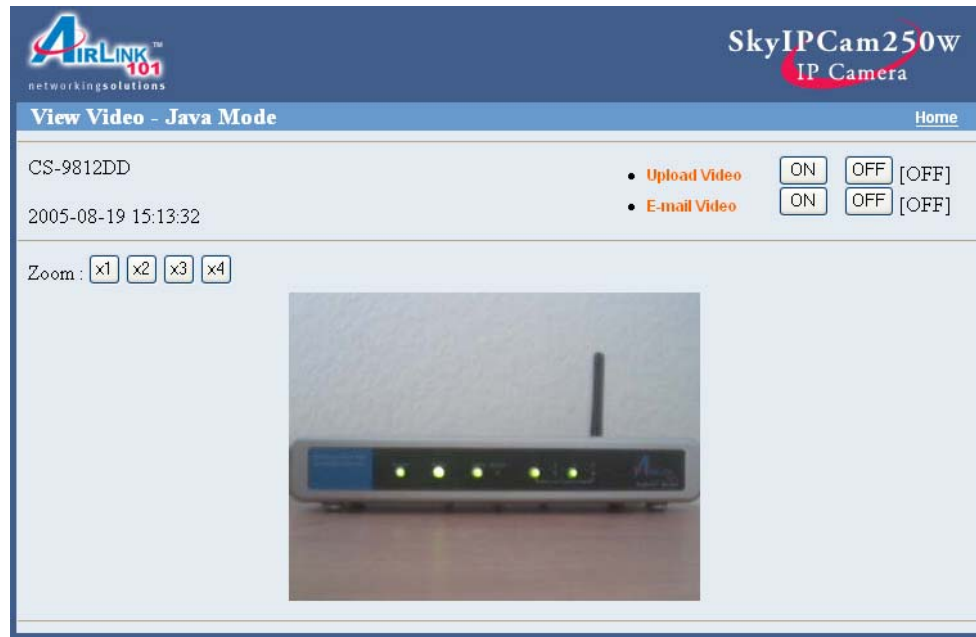 AIRLINK™
101
networkingsolutions
SkyIPCam250W
IP Camera
View Video - Java Mode
Home
CS-9812DD
2005-08-19 15:13:32
• Upload Video ON OFF [OFF]
• E-mail Video ON OFF [OFF]
Zoom : x1 x2 x3 x4